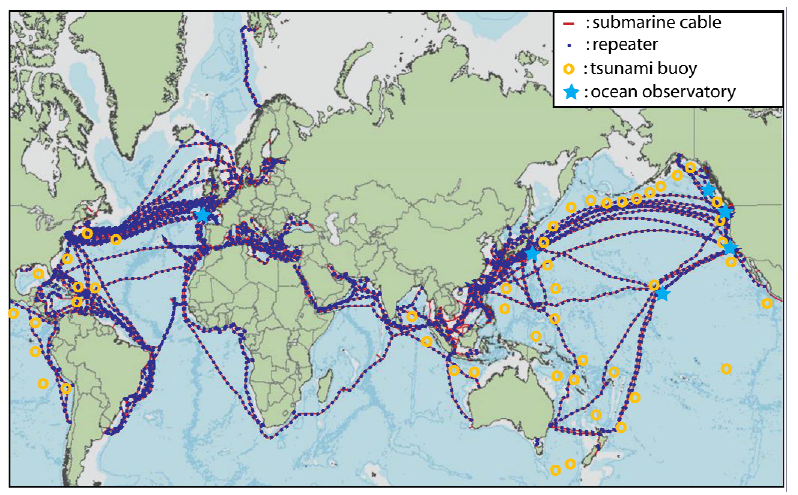 : submarine cable
: repeater
: tsunami buoy
: ocean observatory